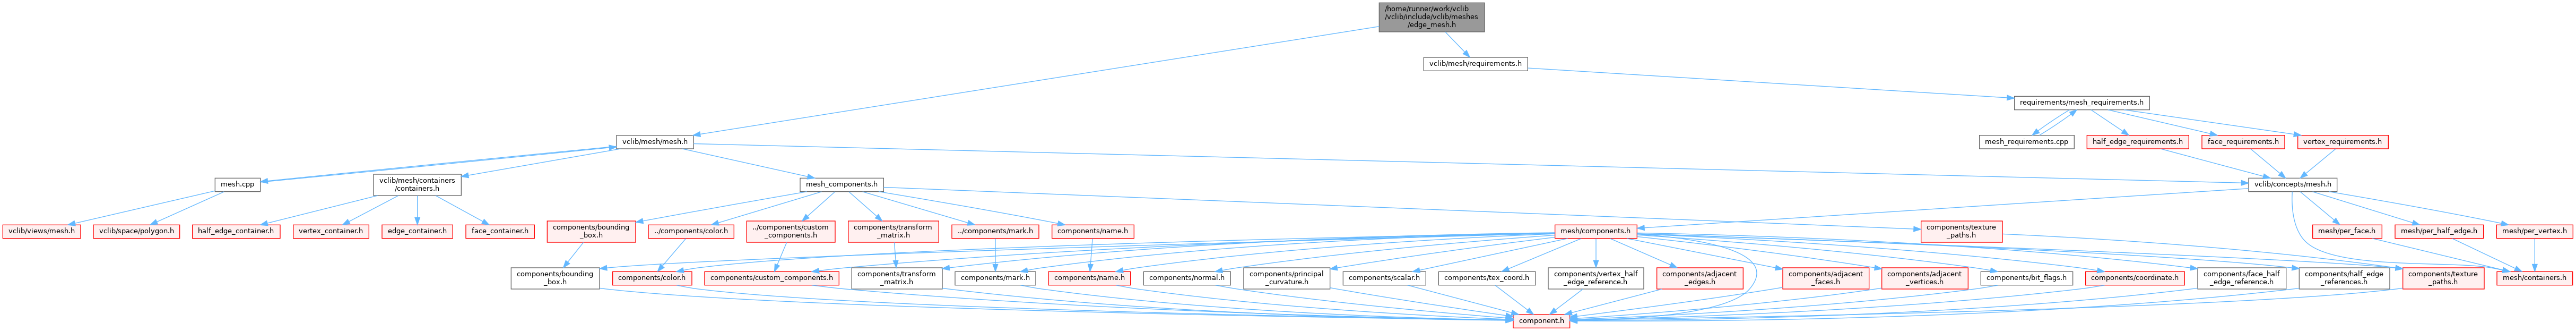 /home/runner/work/vclib
/vclib/include/vclib/meshes
/edge_mesh.h
vclib/mesh/requirements.h
requirements/mesh_requirements.h
vclib/mesh/mesh.h
mesh_requirements.cpp
half_edge_requirements.h
face_requirements.h
vertex_requirements.h
mesh.cpp
vclib/mesh/containers
/containers.h
mesh_components.h
vclib/concepts/mesh.h
vclib/views/mesh.h
vclib/space/polygon.h
half_edge_container.h
vertex_container.h
edge_container.h
face_container.h
components/bounding
_box.h
../components/color.h
../components/custom
_components.h
components/transform
_matrix.h
../components/mark.h
components/name.h
mesh/components.h
components/texture
_paths.h
mesh/per_face.h
mesh/per_half_edge.h
mesh/per_vertex.h
components/bounding
_box.h
components/color.h
components/custom_components.h
components/transform
_matrix.h
components/mark.h
components/name.h
components/normal.h
components/principal
_curvature.h
components/scalar.h
components/tex_coord.h
components/vertex_half
_edge_reference.h
components/adjacent
_edges.h
components/adjacent
_faces.h
components/adjacent
_vertices.h
components/bit_flags.h
components/coordinate.h
components/face_half
_edge_reference.h
components/half_edge
_references.h
components/texture
_paths.h
mesh/containers.h
component.h